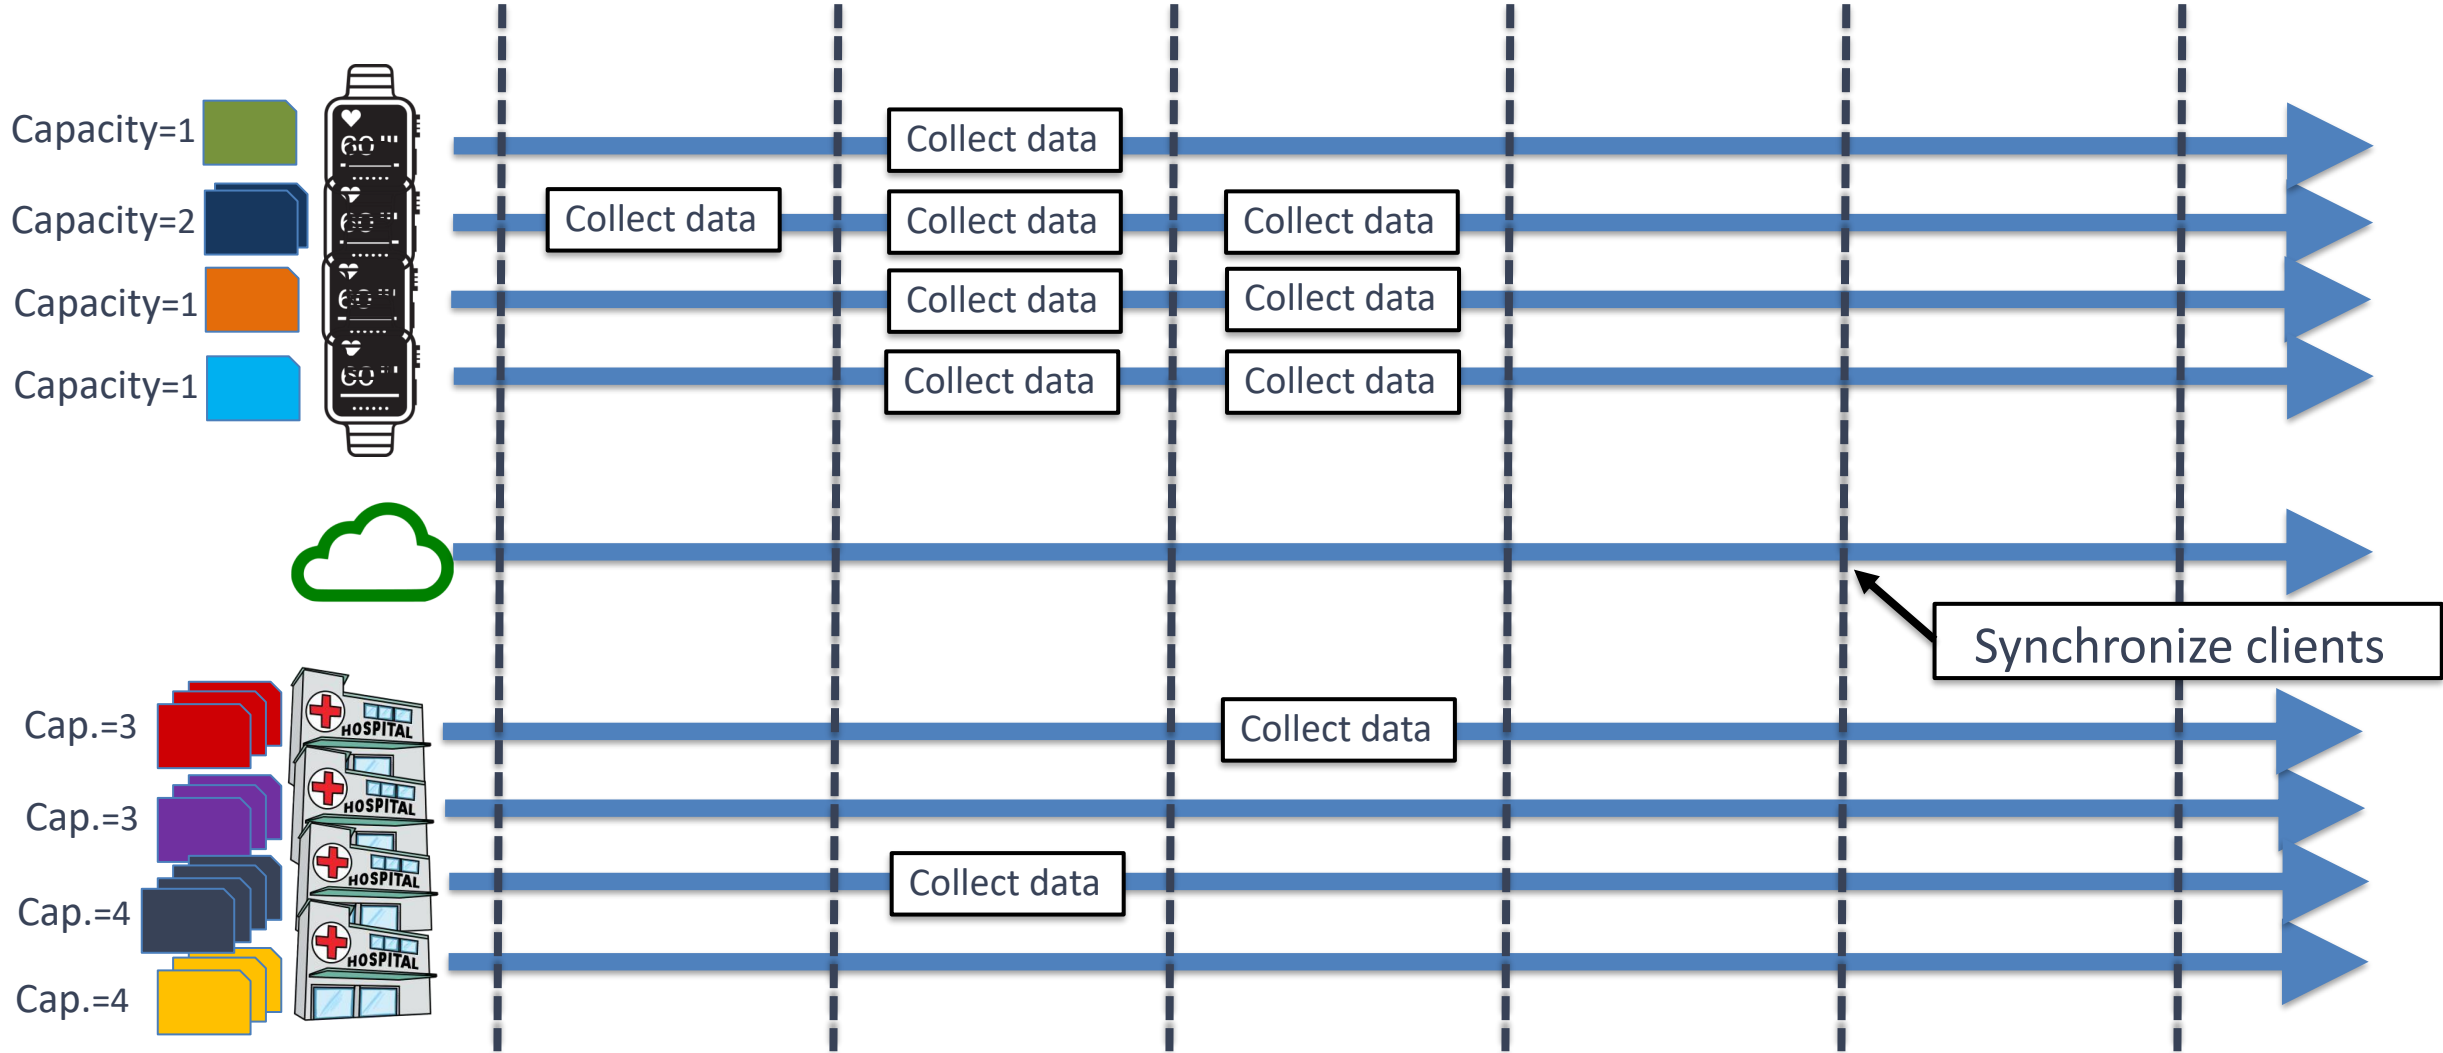 Capacity=1
Collect data
60
Capacity=2
Collect data
Collect data
Collect data
60
Capacity=1
Collect data
Collect data
60
Capacity=1
Collect data
Collect data
60
Synchronize clients
Cap.=3
HOSPITAL
Collect data
Cap.=3
HOSPITAL
Cap.=4
HOSPITAL
Collect data
Cap.=4
HOSPITAL